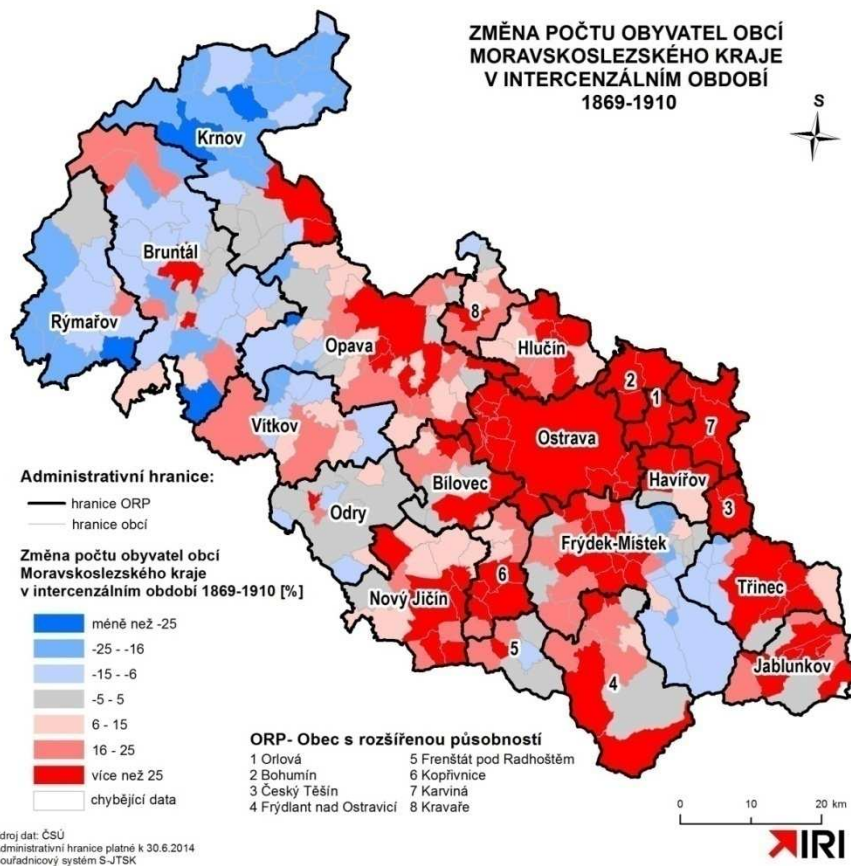 ZMĚNA POČTU OBYVATEL OBCÍ
MORAVSKOSLEZSKÉHO KRAJE
V INTERCENZÁLNÍM OBDOBÍ
1869-1910
S
Krnov
Bruntál
Rýmařov
8
Opava
Hlučín
2
1
7
Vítkov
Ostrava
Bílovec
Havířov
Odry
3
Frýdek-Místek
6
Třinec
Nový Jičín
5
Jablunkov
4
Administrativní hranice:
hranice ORP
hranice obcí
Změna počtu obyvatel obcí
Moravskoslezského kraje
v intercenzálním období 1869-1910 [%]
méně než -25
-25 - -16
-15 - -6
-5 - 5
6 - 15
16 - 25
více než 25
chybějící data
ORP- Obec s rozšířenou působností
1 Orlová
2 Bohumín
3 Český Těšín
4 Frýdlant nad Ostravicí
5 Frenštát pod Radhoštěm
6 Kopřivnice
7 Karviná
8 Kravaře
0 10 20 km
IRI
droj dat: ČSÚ
dministrativní hranice platné k 30.6.2014
ouřadnicový systém S-JTSK